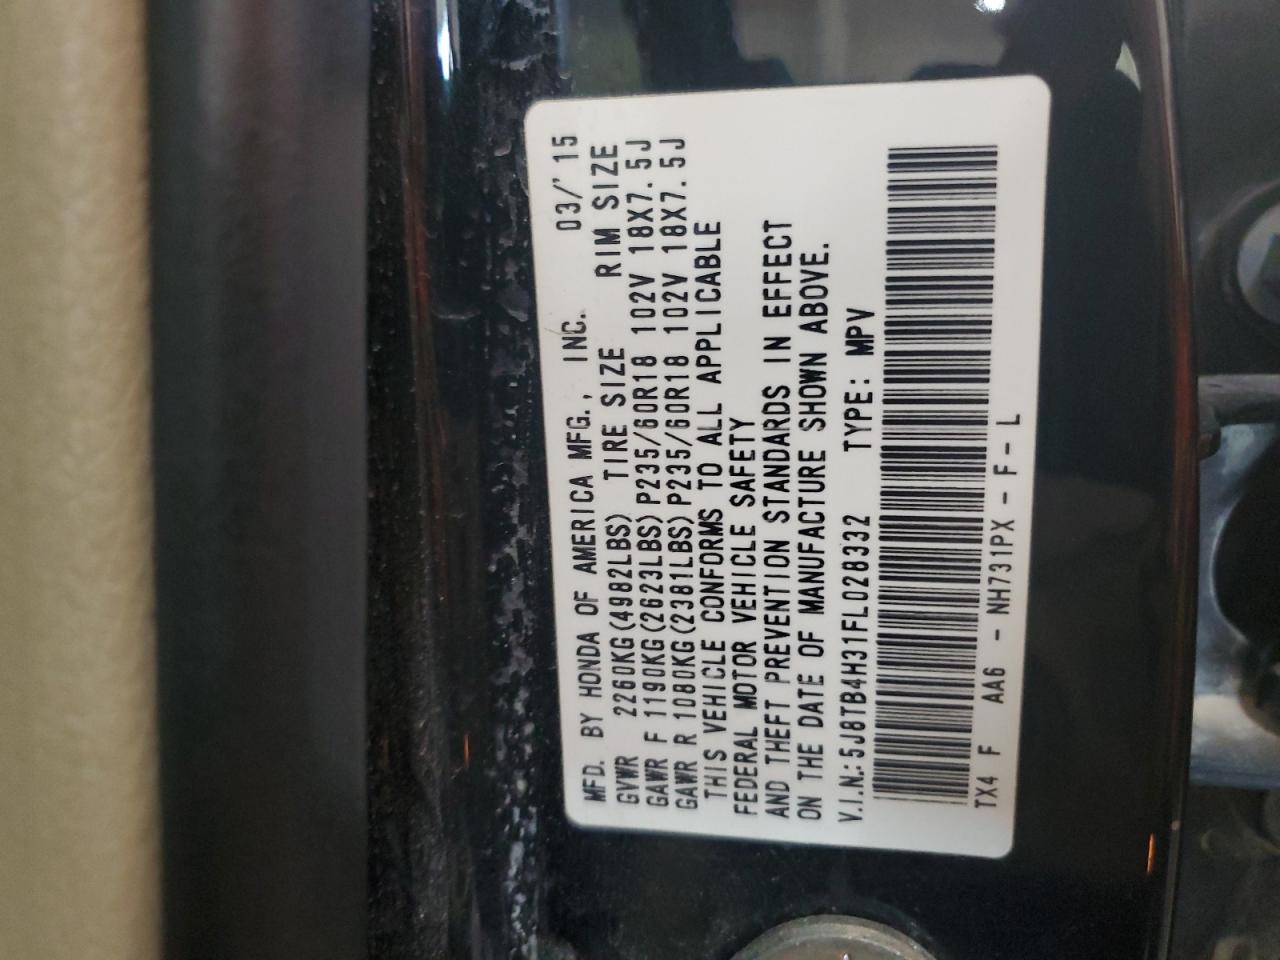 MFD. BY HONDA OF AMERICA MFG., INC. 03/'15
GVWR 2260KG(4982LBS) TIRE SIZE RIM SIZE
GAWR F 1190KG(2623LBS) P235/60R18 102V 18X7.5J
GAWR R 1080KG(2381LBS) P235/60R18 102V 18X7.5J
THIS VEHICLE CONFORMS TO ALL APPLICABLE
FEDERAL MOTOR VEHICLE SAFETY
AND THEFT PREVENTION STANDARDS IN EFFECT
ON THE DATE OF MANUFACTURE SHOWN ABOVE.
V.I.N.: 5J8TB4H31FL028332 TYPE: MPV
TX4 F AA6 - NH731PX - F - L